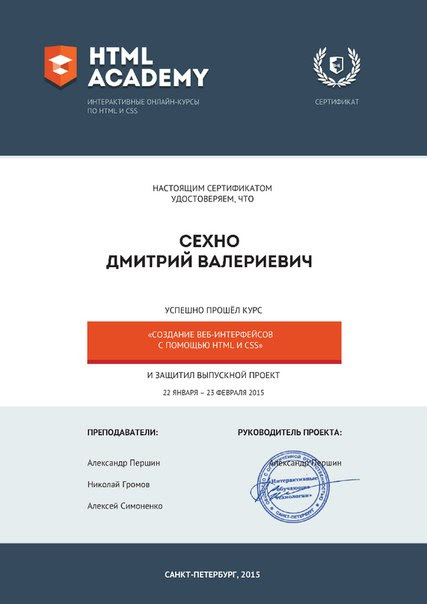 HTML
ACADEMY
ИНТЕРАКТИВНЫЕ ОНЛАЙН-КУРСЫ
ПО HTML И CSS
СЕРТИФИКАТ
НАСТОЯЩИМ СЕРТИФИКАТОМ
УДОСТОВЕРЯЕМ, ЧТО
СЕХНО
ДМИТРИЙ ВАЛЕРИЕВИЧ
УСПЕШНО ПРОШЁЛ КУРС
«СОЗДАНИЕ ВЕБ-ИНТЕРФЕЙСОВ
С ПОМОЩЬЮ HTML И CSS»
И ЗАЩИТИЛ ВЫПУСКНОЙ ПРОЕКТ
22 ЯНВАРЯ – 23 ФЕВРАЛЯ 2015
ПРЕПОДАВАТЕЛИ:
Александр Першин
Николай Громов
Алексей Симоненко
РУКОВОДИТЕЛЬ ПРОЕКТА:
Александр Першин
«Интерактивные
обучающие
технологии»
САНКТ-ПЕТЕРБУРГ
САНКТ-ПЕТЕРБУРГ, 2015